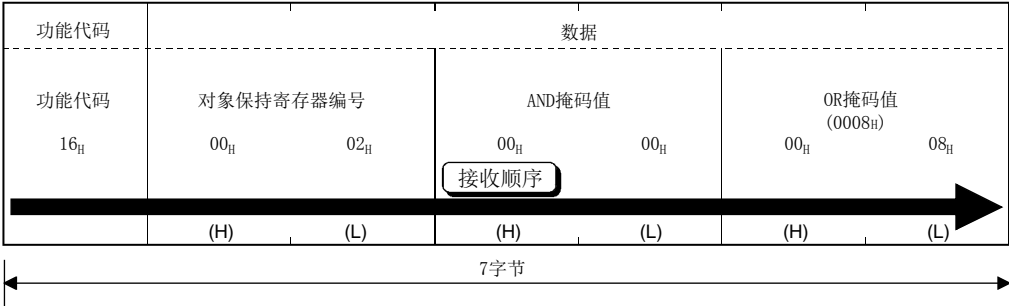 功能代码 数据
功能代码 对象保持寄存器编号 AND掩码值 OR掩码值
(0008H)
16H 00H 02H 00H 00H 00H 08H
接收顺序
(H) (L) (H) (L) (H) (L)
7字节